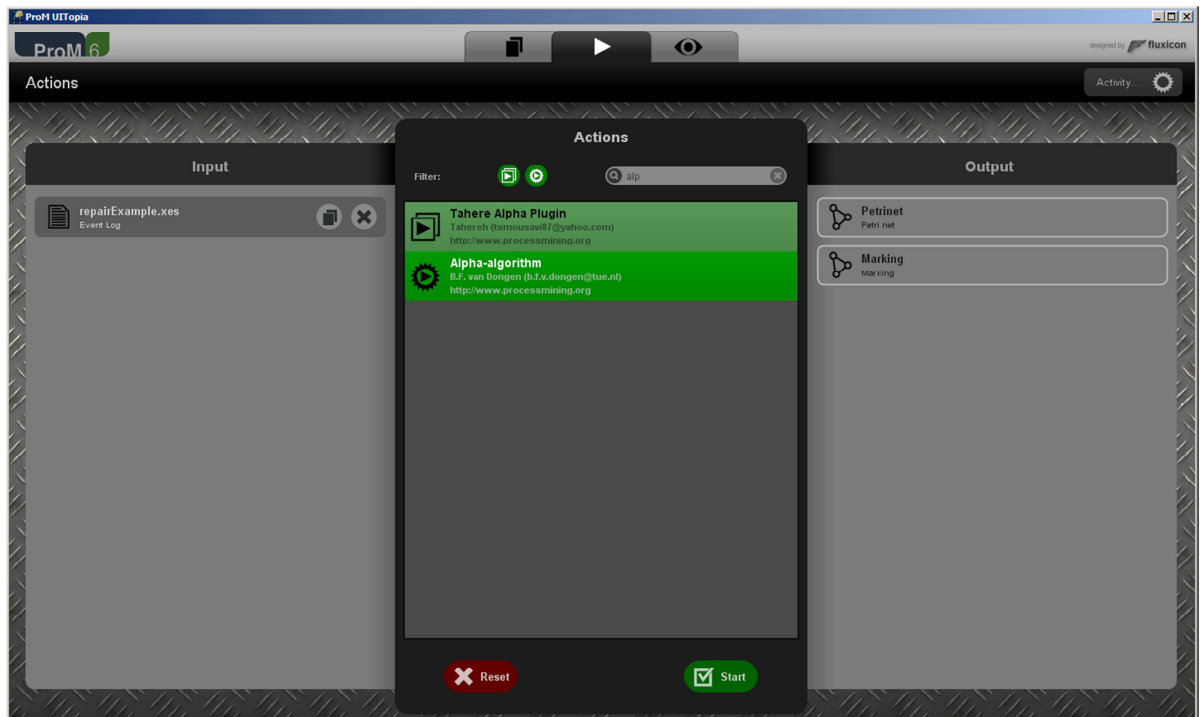 ProM UITopia
ProM 6
designed by fluxicon
Actions
Activity...
Input
repairExample.xes
Event Log
Actions
Filter:
alp
Tahere Alpha Plugin
Tahereh (tsmousavi87@yahoo.com)
http://www.processmining.org
Alpha-algorithm
B.F. van Dongen (b.f.v.dongen@tue.nl)
http://www.processmining.org
Reset
Start
Output
Petrinet
Petri net
Marking
Marking